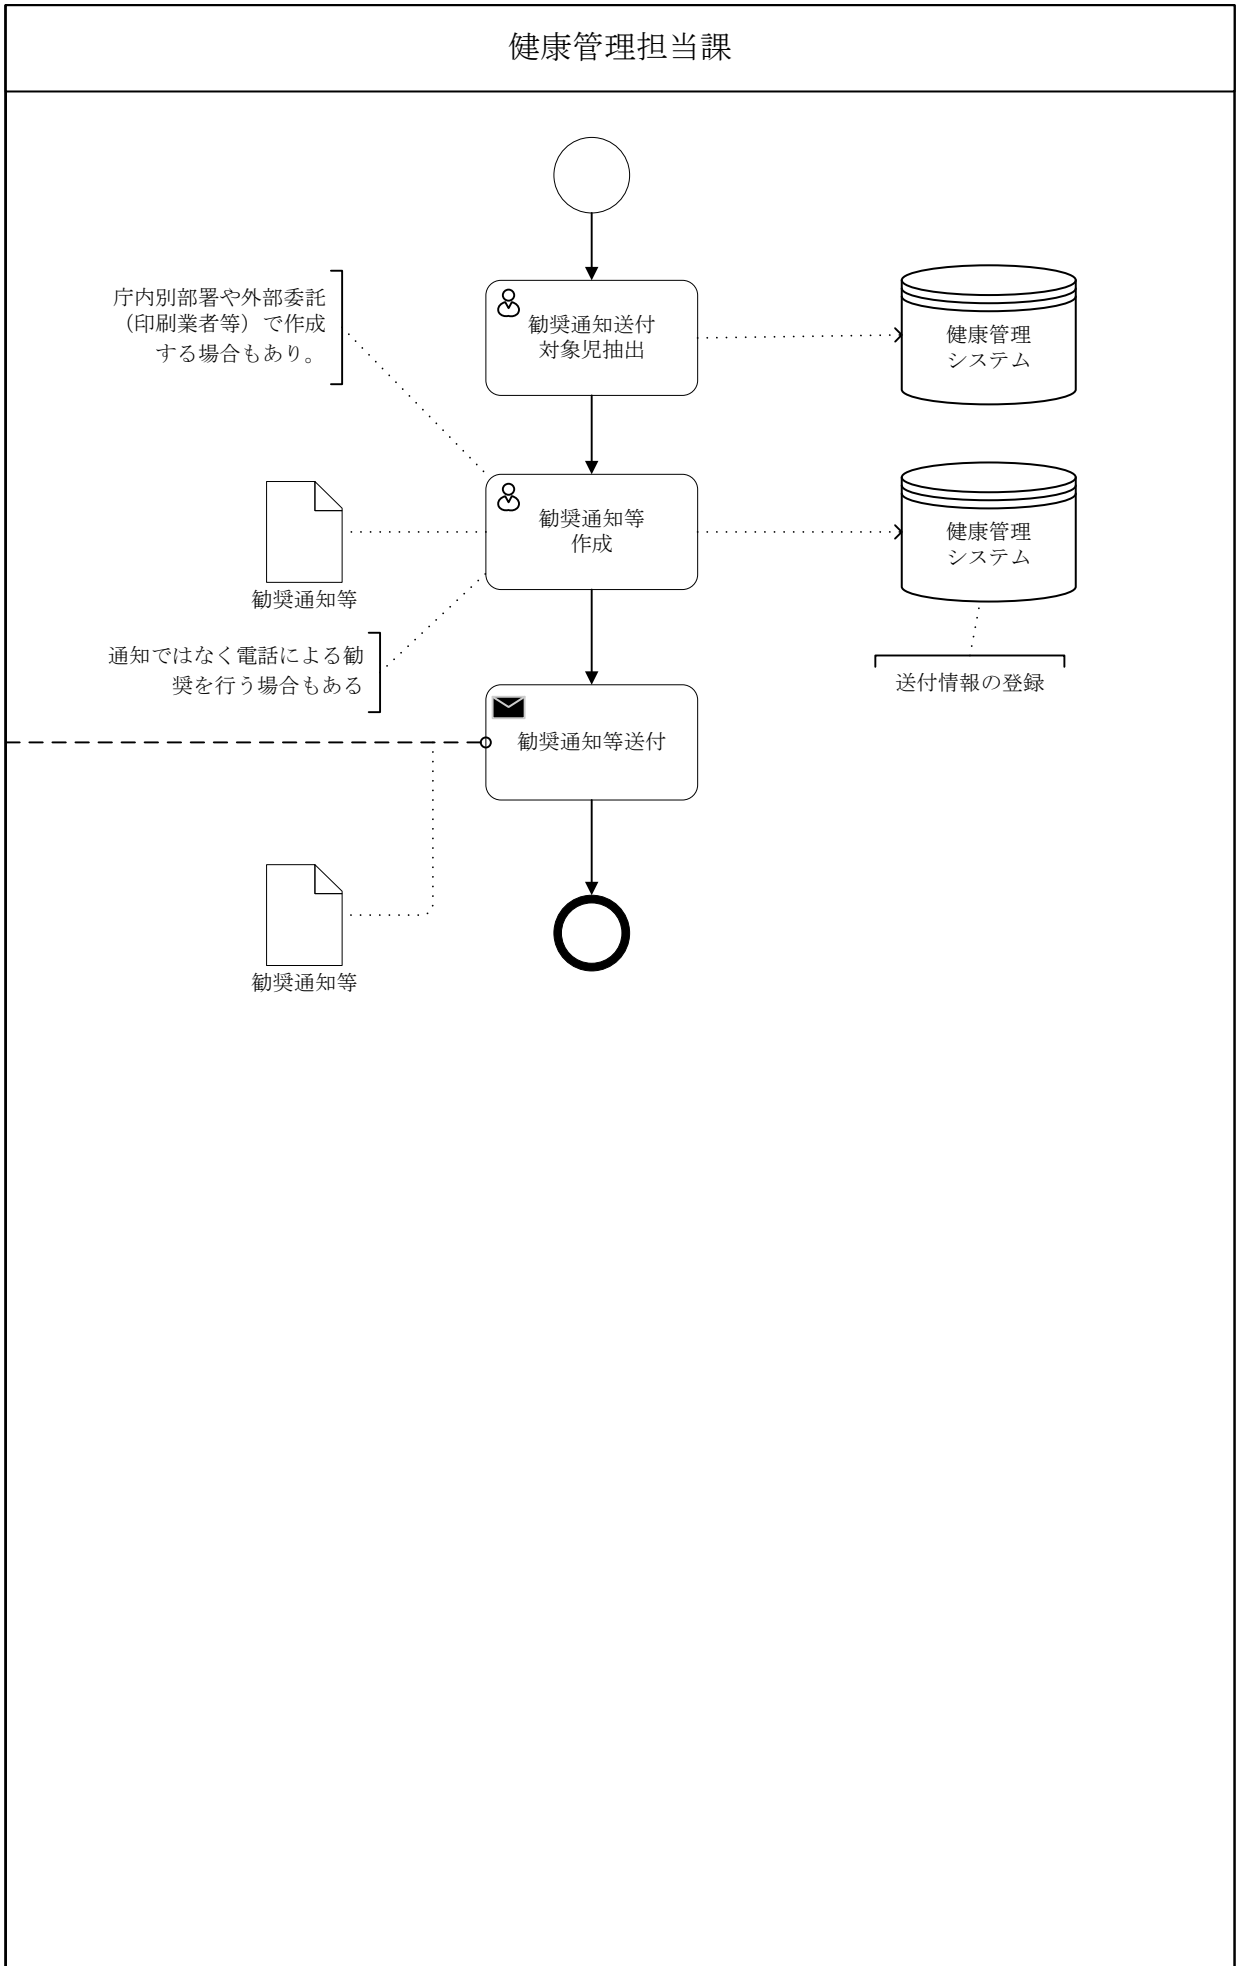 健康管理担当課
庁内別部署や外部委託
（印刷業者等）で作成
する場合もあり。
勧奨通知送付
対象児抽出
健康管理
システム
勧奨通知等
勧奨通知等
作成
健康管理
システム
通知ではなく電話による勧
奨を行う場合もある
送付情報の登録
勧奨通知等送付
勧奨通知等